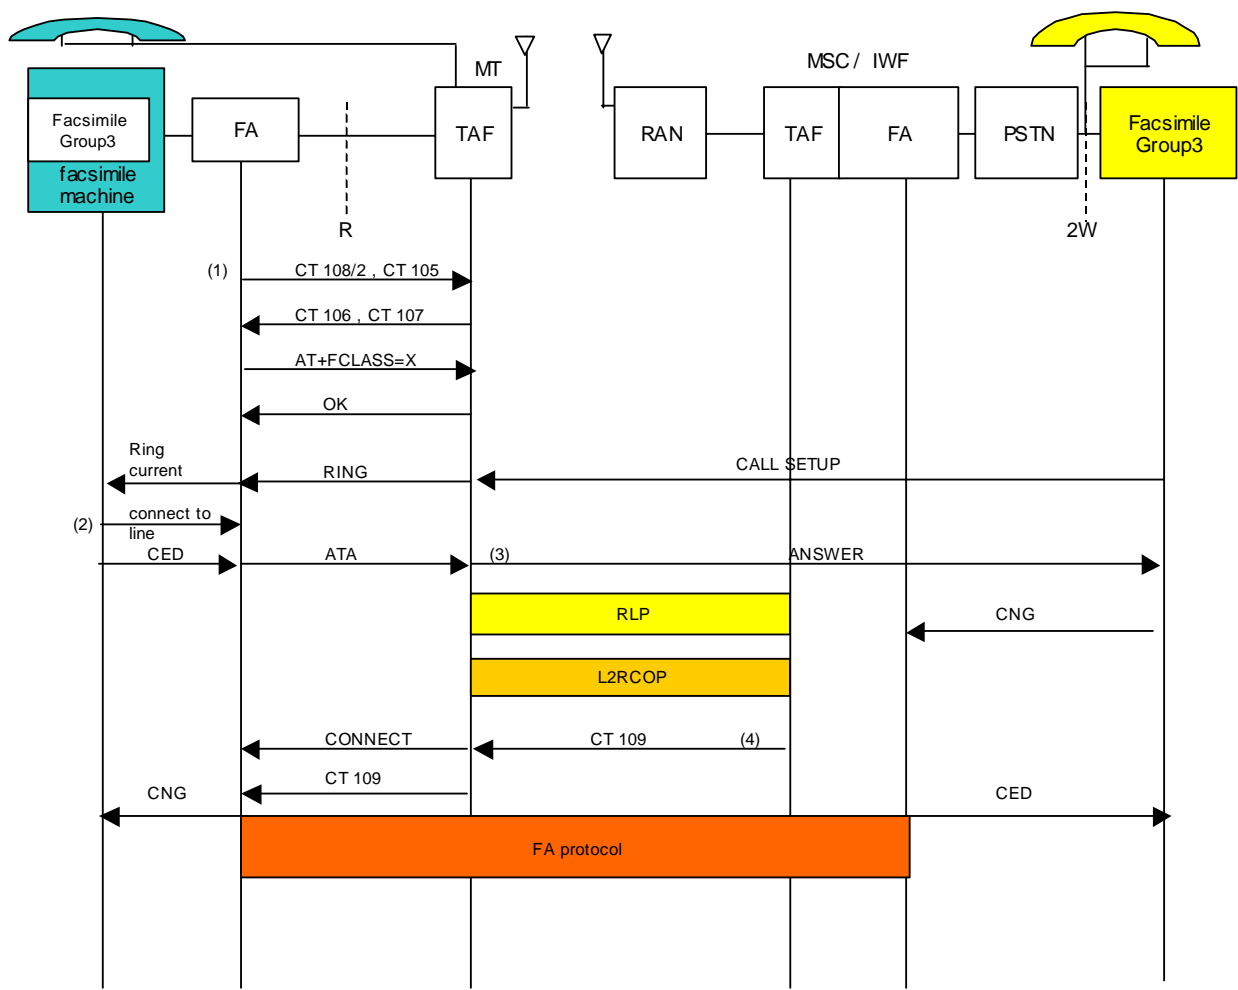 MT
MSC / IWF
Facsimile
Group3
facsimile
machine
FA
TAF
RAN
TAF
FA
PSTN
Facsimile
Group3
R
2W
(1)
CT 108/2 , CT 105
CT 106 , CT 107
AT+FCLASS=X
OK
Ring
current
RING
CALL SETUP
(2)
connect to
line
CED
ATA
(3)
ANSWER
RLP
CNG
L2RCOP
CONNECT
CT 109
(4)
CT 109
CNG
CED
FA protocol